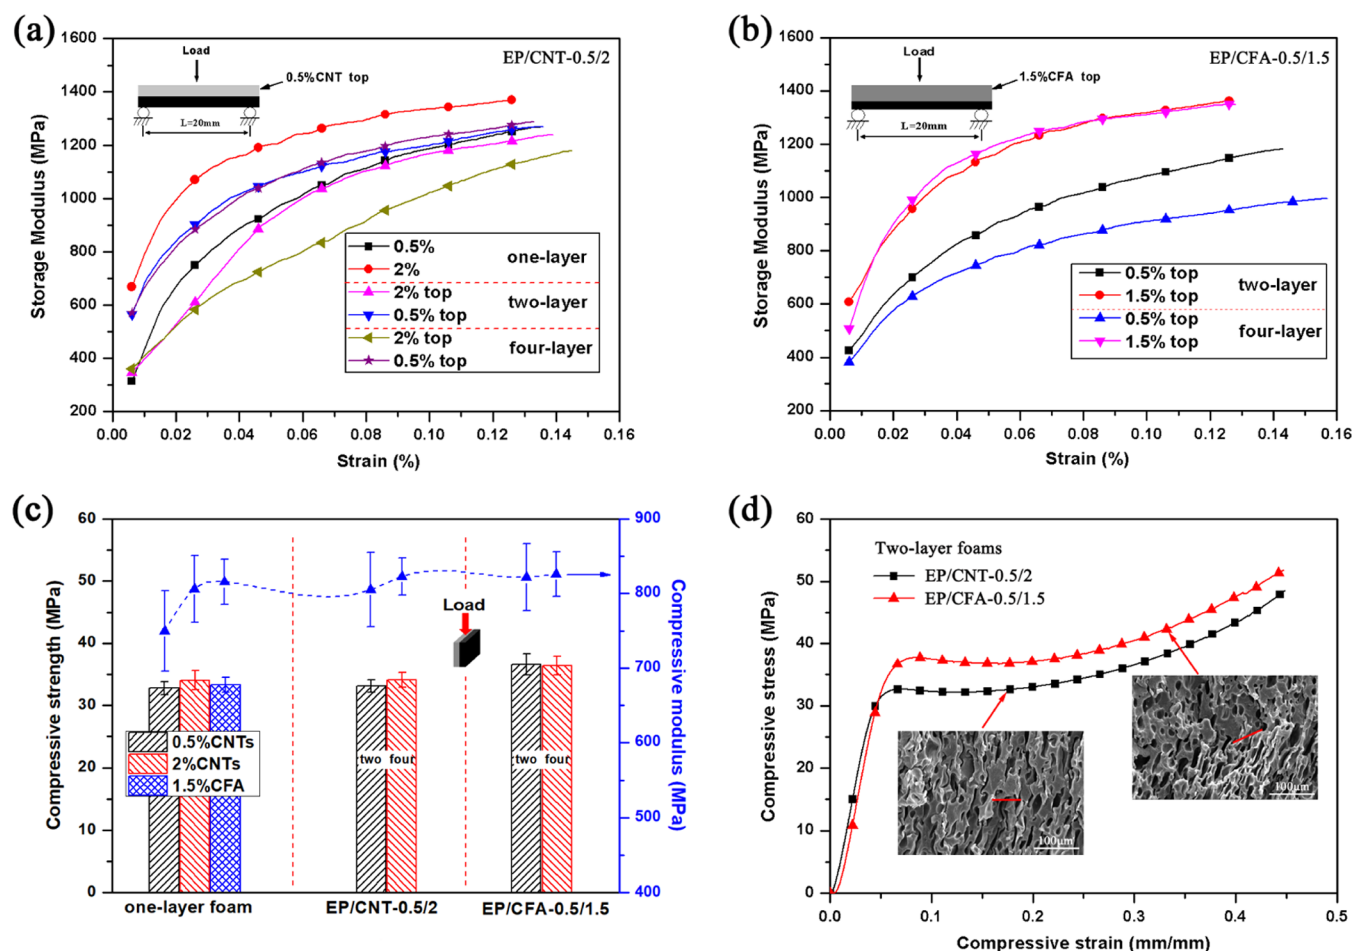 (a)
EP/CNT-0.5/2
Load
0.5%CNT top
L=20mm
Storage Modulus (MPa)
1600
1400
1200
1000
800
600
400
200
0.5%
2%
one-layer
2% top
0.5% top
two-layer
2% top
0.5% top
four-layer
0.00 0.02 0.04 0.06 0.08 0.10 0.12 0.14 0.16
Strain (%)
(b)
EP/CFA-0.5/1.5
Load
1.5%CFA top
L=20mm
Storage Modulus (MPa)
1600
1400
1200
1000
800
600
400
200
0.5% top
1.5% top
two-layer
0.5% top
1.5% top
four-layer
0.00 0.02 0.04 0.06 0.08 0.10 0.12 0.14 0.16
Strain (%)
(c)
Compressive strength (MPa)
60
50
40
30
20
10
0
Load
0.5%CNTs
2%CNTs
1.5%CFA
two four
two four
one-layer foam EP/CNT-0.5/2 EP/CFA-0.5/1.5
900
800
700
600
500
400
Compressive modulus (MPa)
(d)
Compressive stress (MPa)
60
50
40
30
20
10
0
Two-layer foams
EP/CNT-0.5/2
EP/CFA-0.5/1.5
100μm
100μm
0.0 0.1 0.2 0.3 0.4 0.5
Compressive strain (mm/mm)